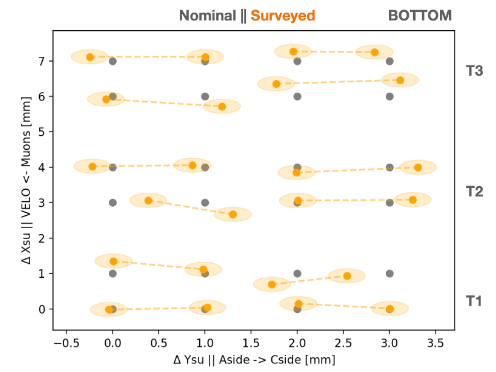 Nominal || Surveyed
BOTTOM
7
6
5
4
3
2
1
0
T3
T2
T1
Δ Xsu || VELO <- Muons [mm]
−0.5 0.0 0.5 1.0 1.5 2.0 2.5 3.0 3.5
Δ Ysu || Aside -> Cside [mm]